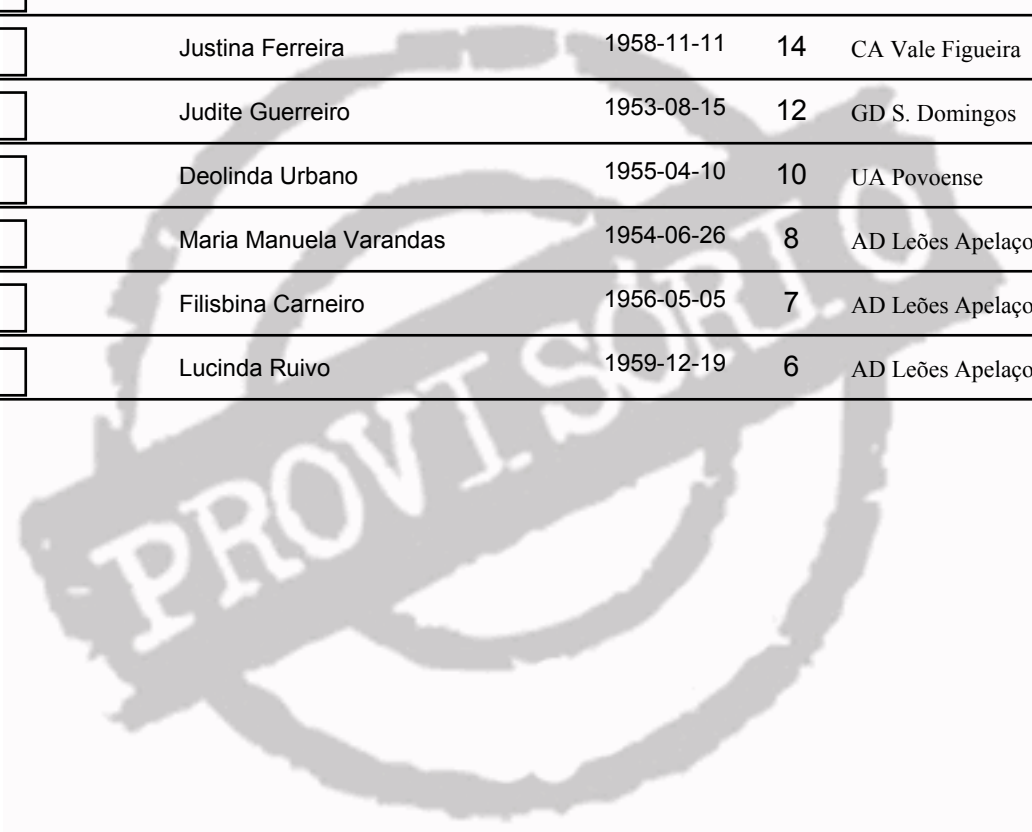 Justina Ferreira 1958-11-11 14 CA Vale Figueira
Judite Guerreiro 1953-08-15 12 GD S. Domingos
Deolinda Urbano 1955-04-10 10 UA Povoense
Maria Manuela Varandas 1954-06-26 8 AD Leões Apelaço
Filisbina Carneiro 1956-05-05 7 AD Leões Apelaço
Lucinda Ruivo 1959-12-19 6 AD Leões Apelaço
PROVISÓRIO